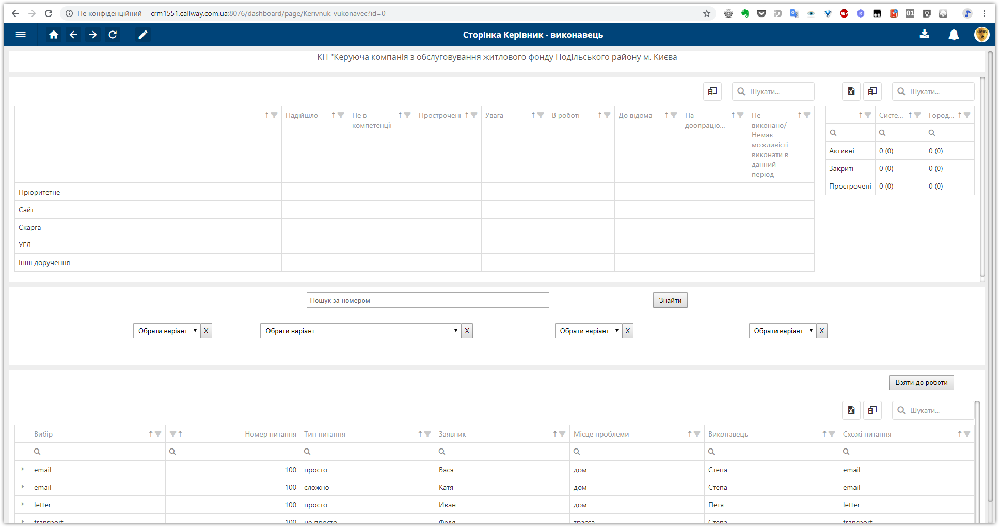 Не конфіденційний crm1551.callway.com.ua:8076/dashboard/page/Kerivnuk_vukonavec?id=0
Сторінка Керівник - виконавець
КП "Керуюча компанія з обслуговування житлового фонду Подільського району м. Києва
Шукати... Шукати...
Надійшло Не в компетенції Прострочені Увага В роботі До відома На доопрацю... Не виконано/ Немає можливісті виконати в данний період
Систе... Город...
Активні 0 (0) 0 (0)
Закриті 0 (0) 0 (0)
Прострочені 0 (0) 0 (0)
Пріоритетне
Сайт
Скарга
УГЛ
Інші доручення
Пошук за номером Знайти
Обрати варіант X Обрати варіант X Обрати варіант X Обрати варіант X
Взяти до роботи
Шукати...
Вибір Номер питання Тип питання Заявник Місце проблеми Виконавець Схожі питання
email 100 просто Вася дом Степа email
email 100 сложно Катя дом Степа email
letter 100 просто Иван дом Петя letter
transport 100 не просто Федя трасса Степа transport